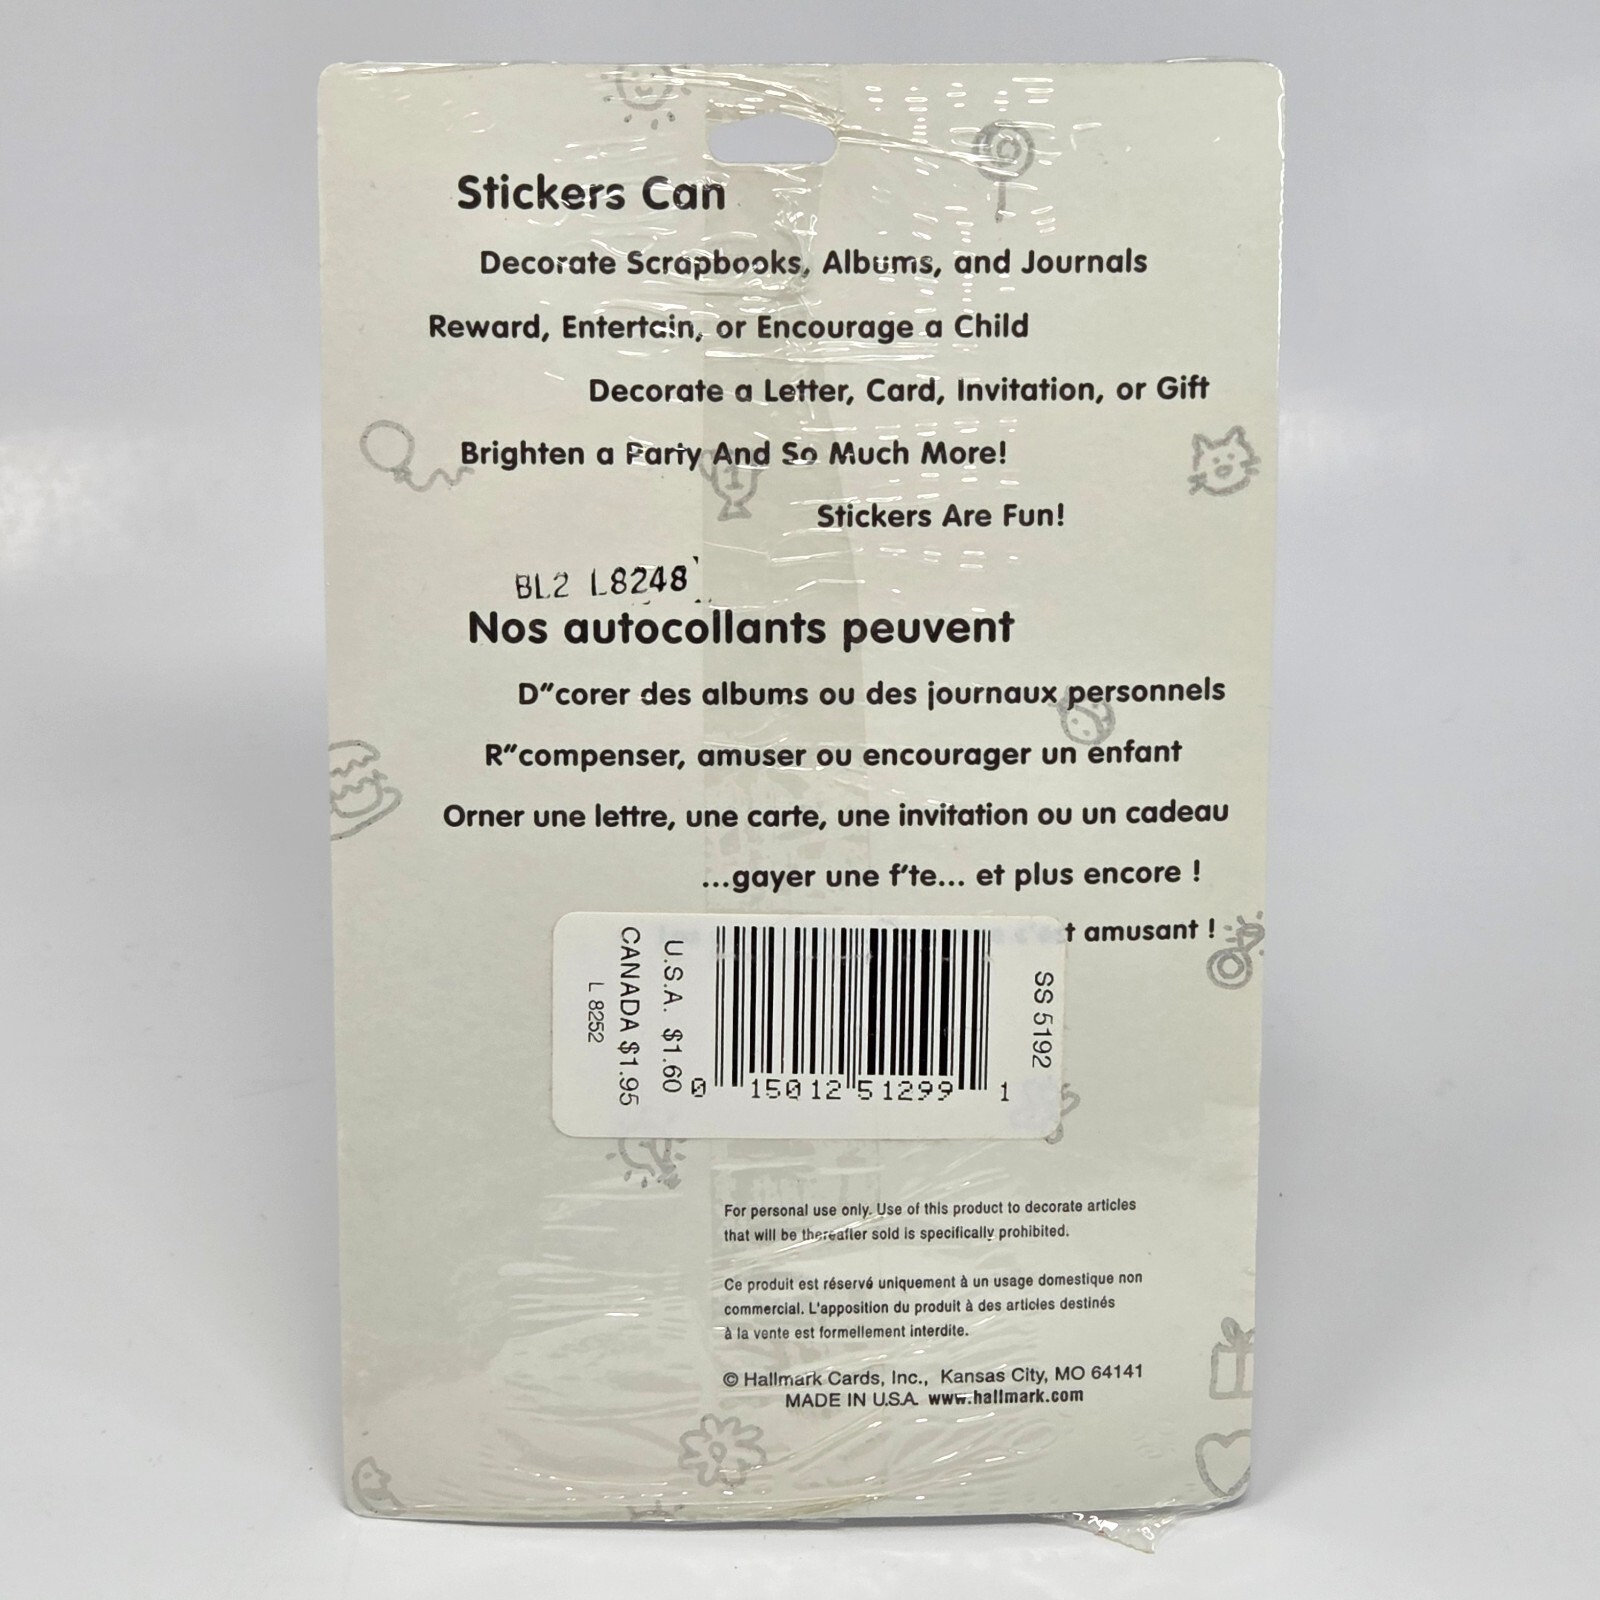 Stickers Can
Decorate Scrapbooks, Albums, and Journals
Reward, Entertain, or Encourage a Child
Decorate a Letter, Card, Invitation, or Gift
Brighten a Party And So Much More!
Stickers Are Fun!
BL2 L8248
Nos autocollants peuvent
D"corer des albums ou des journaux personnels
R"compenser, amuser ou encourager un enfant
Orner une lettre, une carte, une invitation ou un cadeau
...gayer une f'te... et plus encore !
t amusant !
SS 5192
0 15012 51299 1
U.S.A. $1.60
CANADA $1.95
L 8252
For personal use only. Use of this product to decorate articles
that will be thereafter sold is specifically prohibited.
Ce produit est réservé uniquement à un usage domestique non
commercial. L'apposition du produit à des articles destinés
à la vente est formellement interdite.
© Hallmark Cards, Inc., Kansas City, MO 64141
MADE IN U.S.A. www.hallmark.com